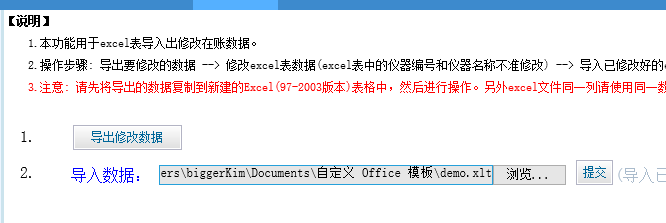 【说明】
1.本功能用于excel表导入出修改在账数据。
2.操作步骤: 导出要修改的数据 --> 修改excel表数据(excel表中的仪器编号和仪器名称不准修改) --> 导入已修改好的
3.注意: 请先将导出的数据复制到新建的Excel(97-2003版本)表格中，然后进行操作。另外excel文件同一列请使用同一数
1. 导出修改数据
2. 导入数据: ers\biggerKim\Documents\自定义 Office 模板\demo.xlt 浏览... 提交 (导入已